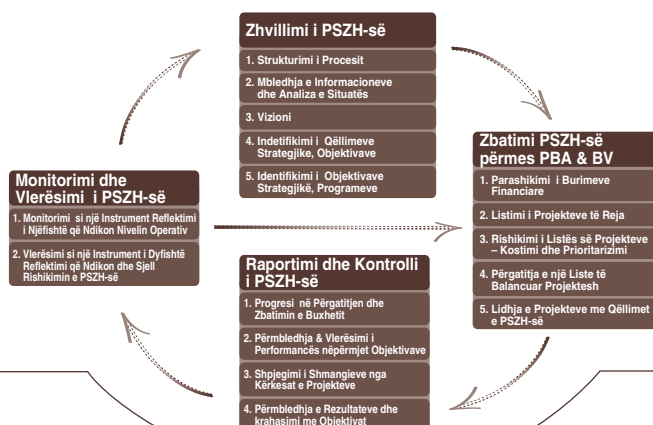 Zhvillimi i PSZH-së
1. Strukturimi i Procesit
2. Mbledhja e Informacioneve
dhe Analiza e Situatës
3. Vizioni
4. Indetifikimi i Qëllimeve
Strategjike, Objektivave
5. Identifikimi i Objektivave
Strategjikë, Programeve
Zbatimi PSZH-së
përmes PBA & BV
1. Parashikimi i Burimeve
Financiare
2. Listimi i Projekteve të Reja
3. Rishikimi i Listës së Projekteve
– Kostimi dhe Prioritarizimi
4. Përgatitja e një Liste të
Balancuar Projektesh
5. Lidhja e Projekteve me Qëllimet
e PSZH-së
Monitorimi dhe
Vlerësimi i PSZH-së
1. Monitorimi si një Instrument Reflektimi
i Njëfishtë që Ndikon Nivelin Operativ
2. Vlerësimi si një Instrument i Dyfishtë
Reflektimi që Ndikon dhe Sjell
Rishikimin e PSZH-së
Raportimi dhe Kontrolli
i PSZH-së
1. Progresi në Përgatitjen dhe
Zbatimin e Buxhetit
2. Përmbledhja & Vlerësimi i
Performancës nëpërmjet Objektivave
3. Shpjegimi i Shmangieve nga
Kërkesat e Projekteve
4. Përmbledhja e Rezultateve dhe
krahasimi me Objektivat